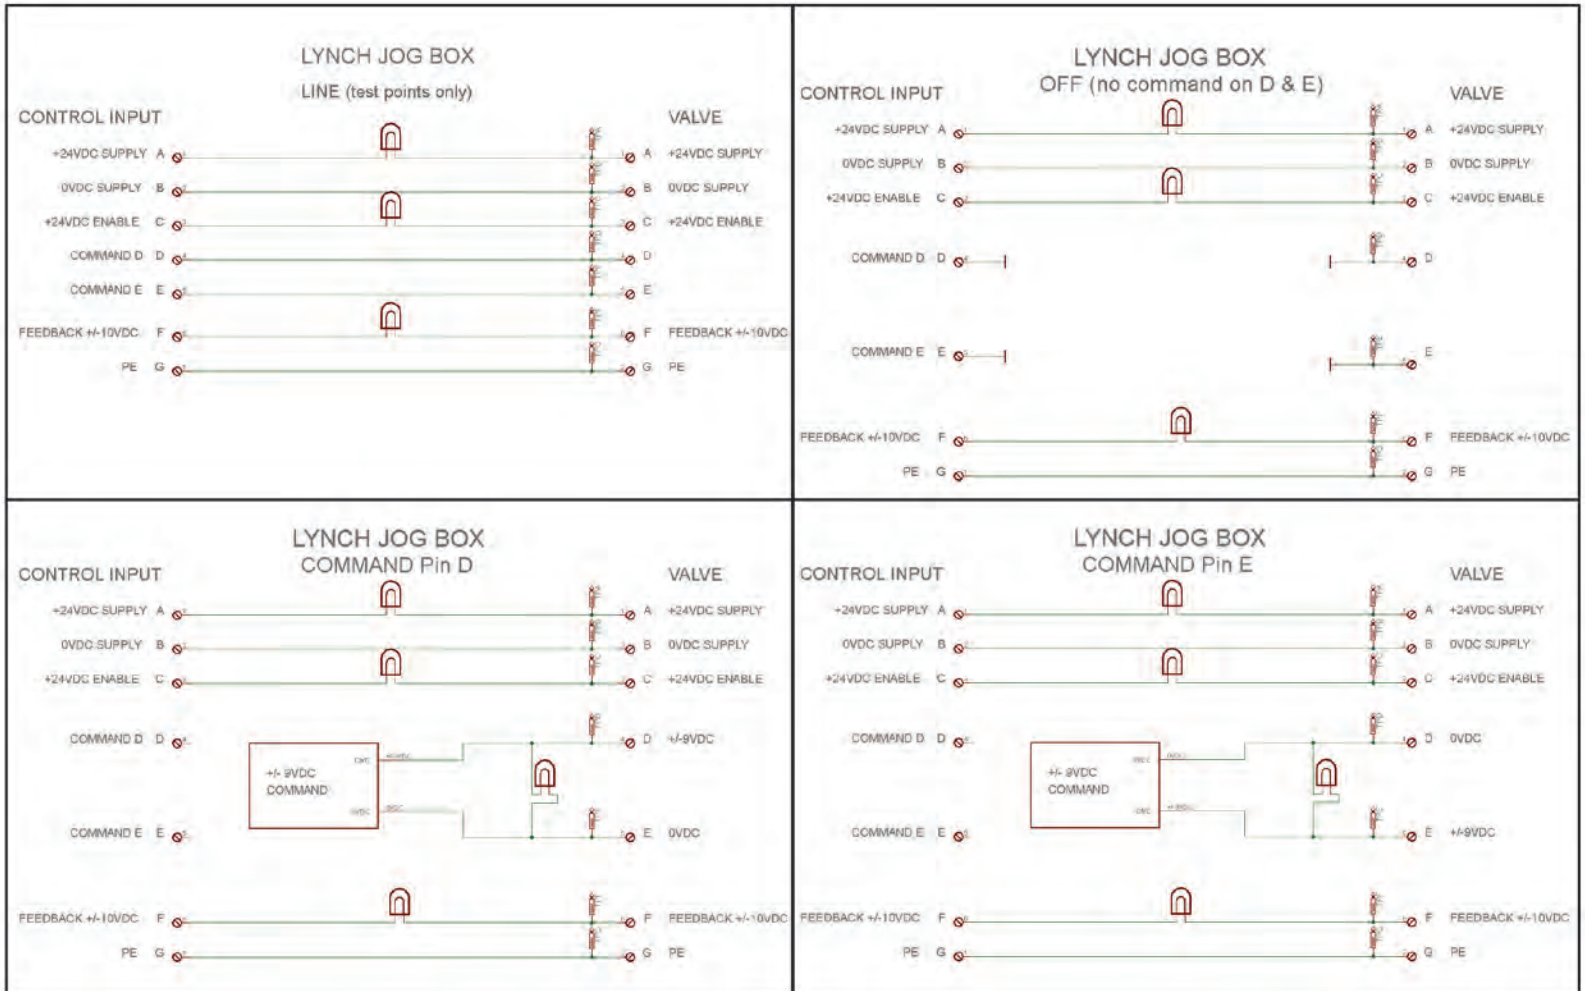 LYNCH JOG BOX
LINE (test points only)
CONTROL INPUT VALVE
+24VDC SUPPLY A A +24VDC SUPPLY
0VDC SUPPLY B B 0VDC SUPPLY
+24VDC ENABLE C C +24VDC ENABLE
COMMAND D D D
COMMAND E E E
FEEDBACK +/-10VDC F F FEEDBACK +/-10VDC
PE G G PE
LYNCH JOG BOX
OFF (no command on D & E)
CONTROL INPUT VALVE
+24VDC SUPPLY A A +24VDC SUPPLY
0VDC SUPPLY B B 0VDC SUPPLY
+24VDC ENABLE C C +24VDC ENABLE
COMMAND D D D
COMMAND E E E
FEEDBACK +/-10VDC F F FEEDBACK +/-10VDC
PE G G PE
LYNCH JOG BOX
COMMAND Pin D
CONTROL INPUT VALVE
+24VDC SUPPLY A A +24VDC SUPPLY
0VDC SUPPLY B B 0VDC SUPPLY
+24VDC ENABLE C C +24VDC ENABLE
COMMAND D D D +/-9VDC
+/- 9VDC
COMMAND
COMMAND E E E 0VDC
FEEDBACK +/-10VDC F F FEEDBACK +/-10VDC
PE G G PE
LYNCH JOG BOX
COMMAND Pin E
CONTROL INPUT VALVE
+24VDC SUPPLY A A +24VDC SUPPLY
0VDC SUPPLY B B 0VDC SUPPLY
+24VDC ENABLE C C +24VDC ENABLE
COMMAND D D D 0VDC
+/- 9VDC
COMMAND
COMMAND E E E +/-9VDC
FEEDBACK +/-10VDC F F FEEDBACK +/-10VDC
PE G G PE